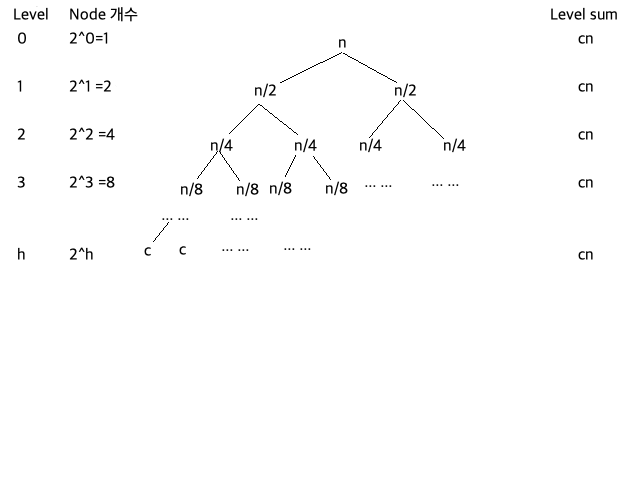 Level Node 개수 Level sum
0 2^0=1 n cn
1 2^1 =2 n/2 n/2 cn
2 2^2 =4 n/4 n/4 n/4 n/4 cn
3 2^3 =8 n/8 n/8 n/8 n/8 ... ... ... ... cn
... ... ... ...
h 2^h c c ... ... ... ... cn